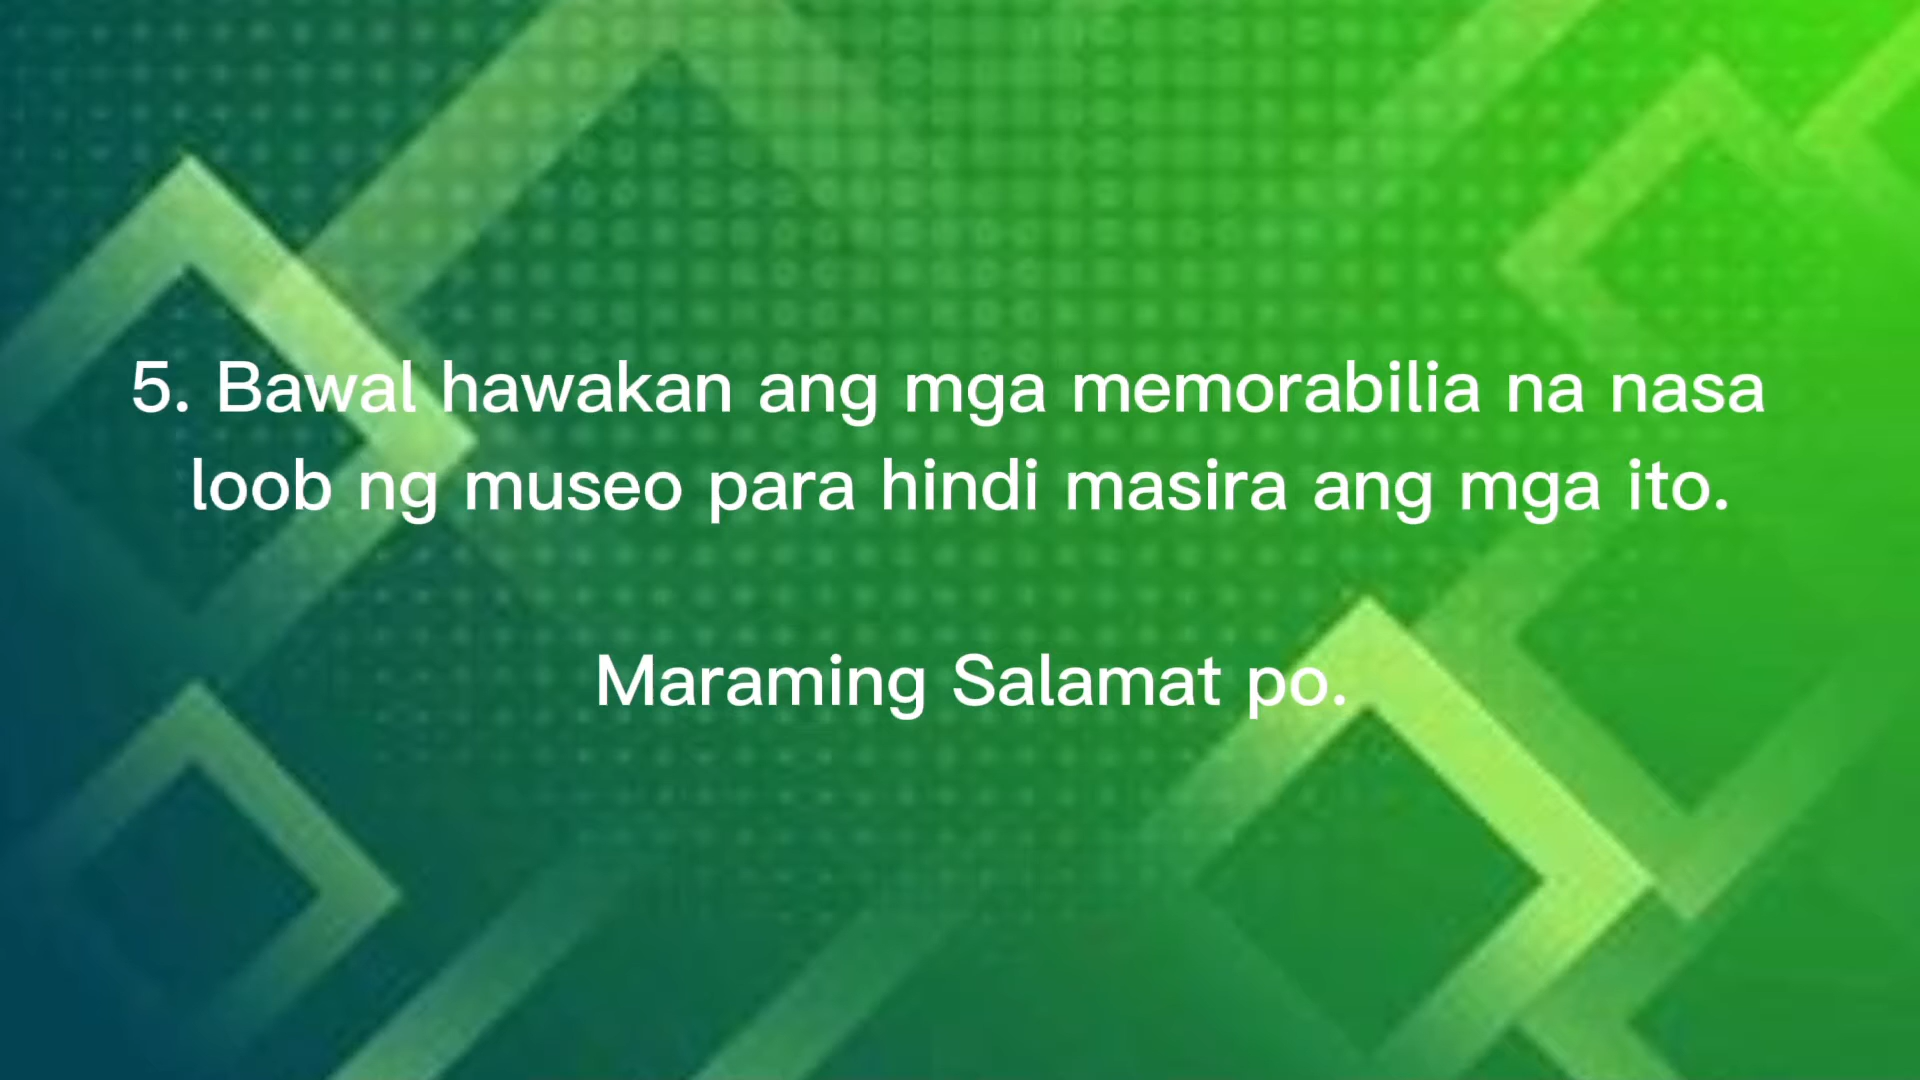 5. Bawal hawakan ang mga memorabilia na nasa
loob ng museo para hindi masira ang mga ito.
Maraming Salamat po.